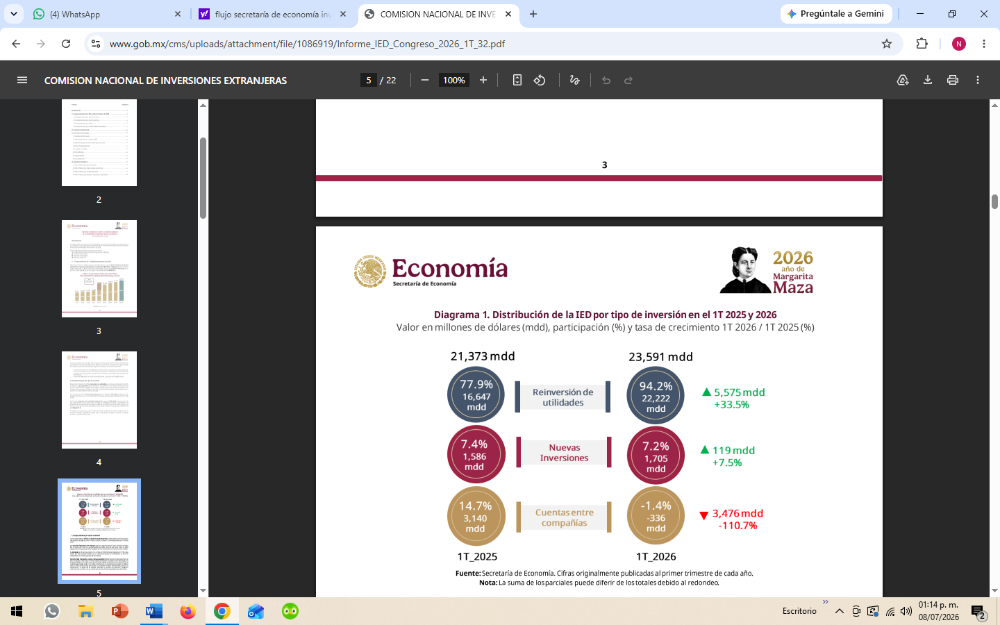 (4) WhatsApp
flujo secretaría de economía inv
COMISION NACIONAL DE INVE
Pregúntale a Gemini
www.gob.mx/cms/uploads/attachment/file/1086919/Informe_IED_Congreso_2026_1T_32.pdf
N
COMISION NACIONAL DE INVERSIONES EXTRANJERAS
5 / 22
100%
2
3
4
5
3
ESTADOS UNIDOS MEXICANOS
Economía
Secretaría de Economía
2026
año de
Margarita
Maza
Diagrama 1. Distribución de la IED por tipo de inversión en el 1T 2025 y 2026
Valor en millones de dólares (mdd), participación (%) y tasa de crecimiento 1T 2026 / 1T 2025 (%)
21,373 mdd
23,591 mdd
77.9%
16,647
mdd
Reinversión de
utilidades
94.2%
22,222
mdd
▲ 5,575 mdd
+33.5%
7.4%
1,586
mdd
Nuevas
Inversiones
7.2%
1,705
mdd
▲ 119 mdd
+7.5%
14.7%
3,140
mdd
Cuentas entre
compañías
-1.4%
-336
mdd
▼ 3,476 mdd
-110.7%
1T_2025
1T_2026
Fuente: Secretaría de Economía. Cifras originalmente publicadas al primer trimestre de cada año.
Nota: La suma de los parciales puede diferir de los totales debido al redondeo.
Escritorio
01:14 p. m.
08/07/2026
2